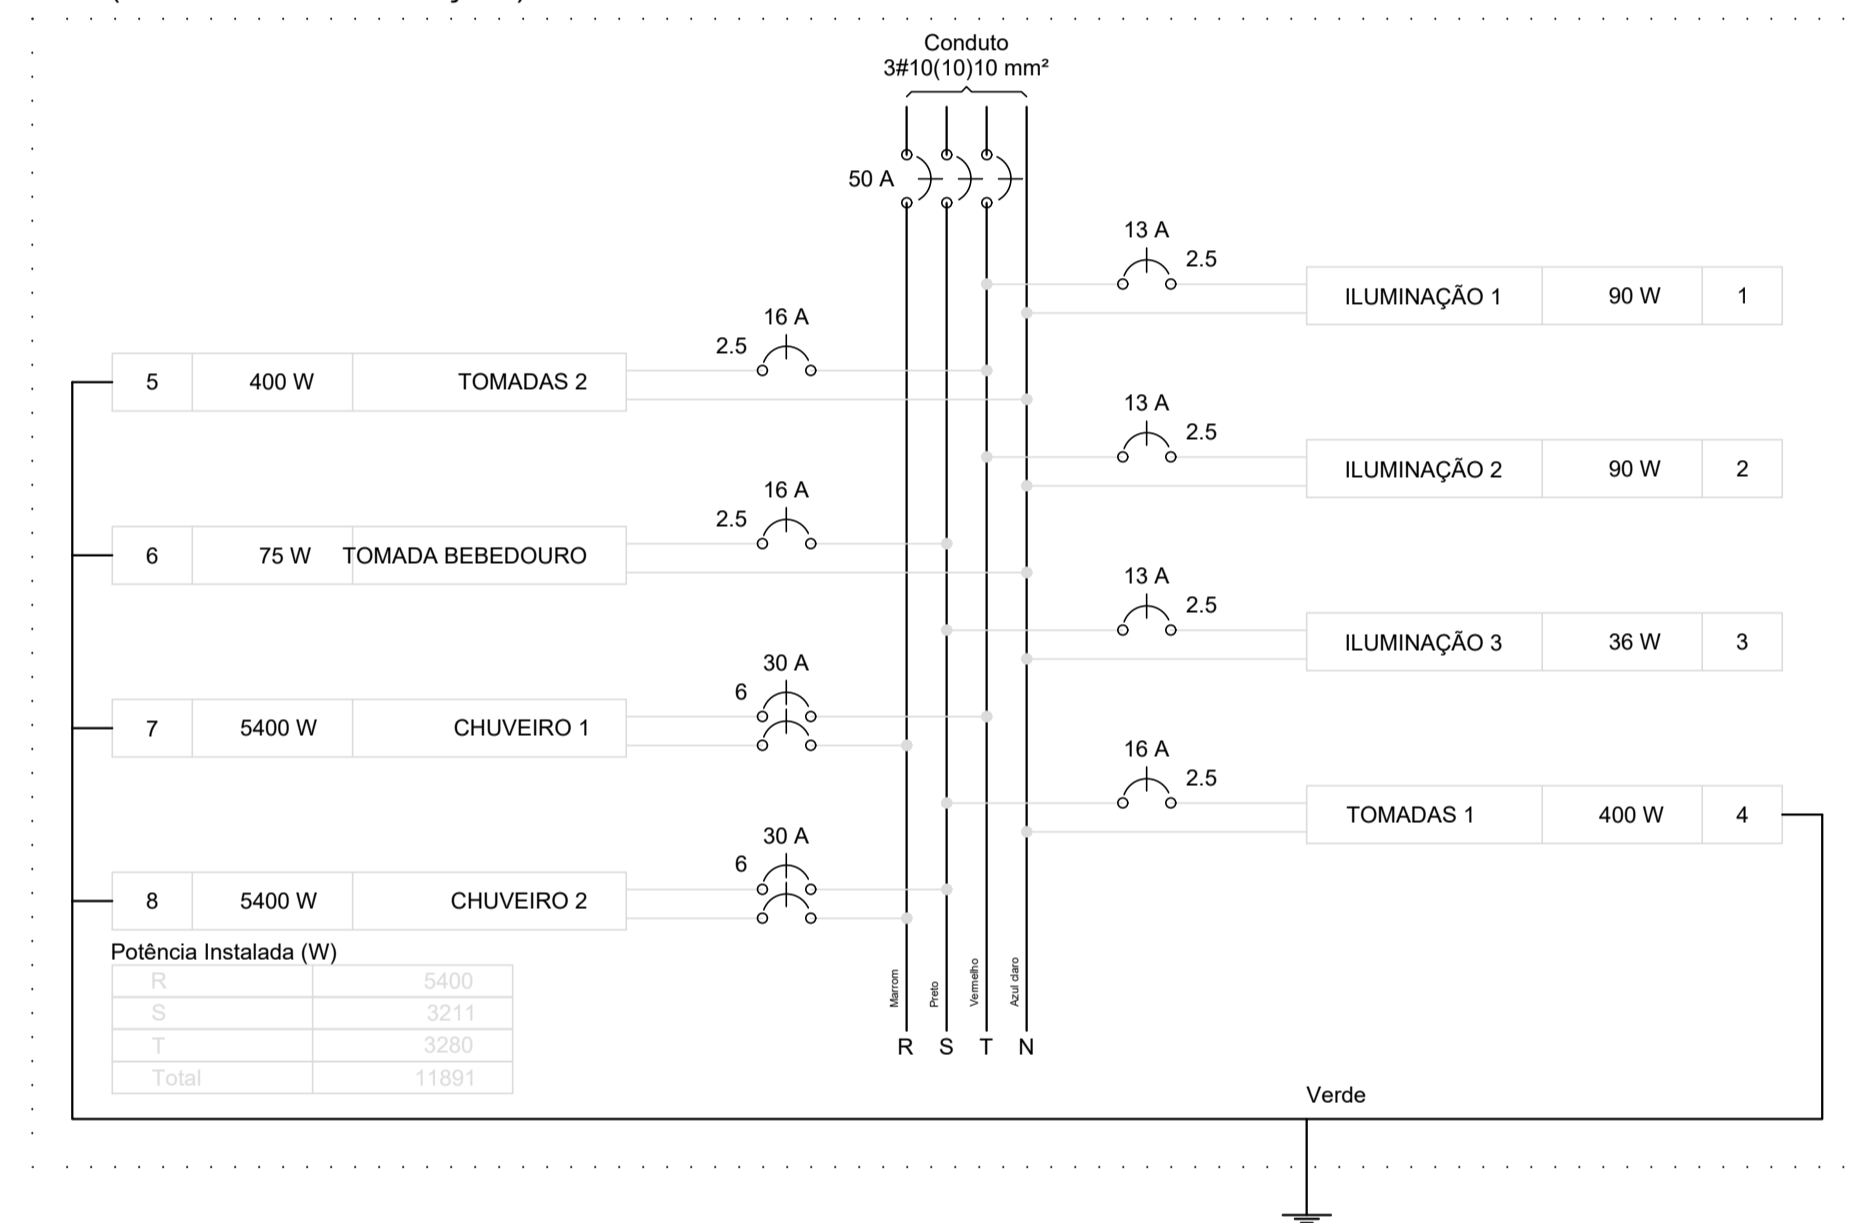 Conduto
3#10(10)10 mm²
50 A
13 A
2.5
ILUMINAÇÃO 1 90 W 1
16 A
2.5
5 400 W TOMADAS 2
13 A
2.5
ILUMINAÇÃO 2 90 W 2
16 A
2.5
6 75 W TOMADA BEBEDOURO
13 A
2.5
ILUMINAÇÃO 3 36 W 3
30 A
6
7 5400 W CHUVEIRO 1
16 A
2.5
TOMADAS 1 400 W 4
30 A
6
8 5400 W CHUVEIRO 2
Potência Instalada (W)
R 5400
S 3211
T 3280
Total 11891
Marrom
Preto
Vermelho
Azul claro
R S T N
Verde